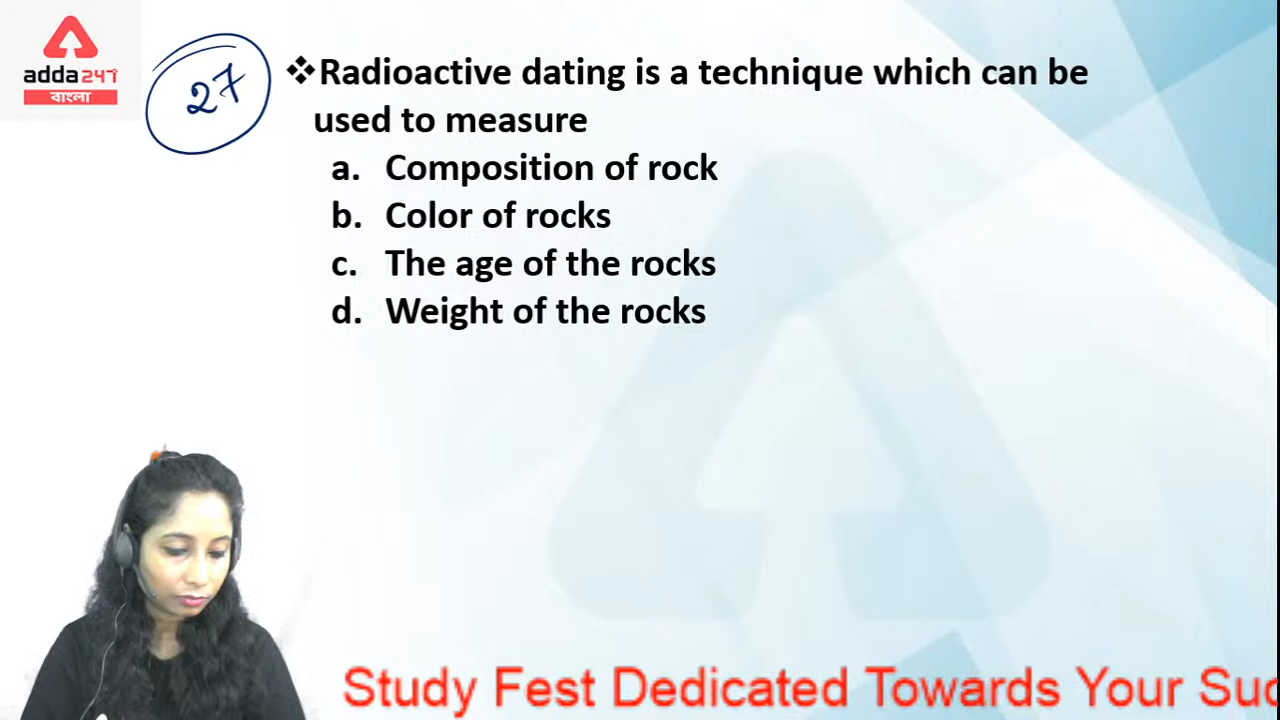 adda247
বাংলা
27
❖Radioactive dating is a technique which can be
used to measure
a. Composition of rock
b. Color of rocks
c. The age of the rocks
d. Weight of the rocks
Study Fest Dedicated Towards Your Suc